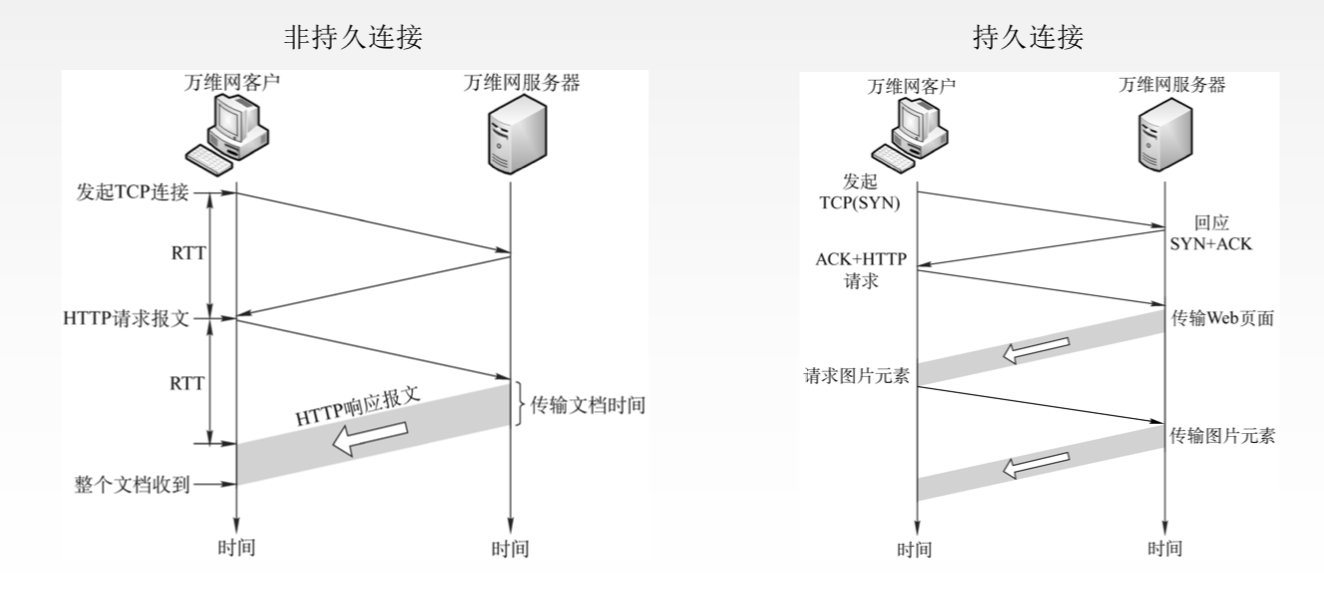 非持久连接
万维网客户
万维网服务器
发起TCP连接
RTT
HTTP请求报文
RTT
HTTP响应报文
传输文档时间
整个文档收到
时间
时间
持久连接
万维网客户
万维网服务器
发起
TCP(SYN)
回应
SYN+ACK
ACK+HTTP
请求
传输Web页面
请求图片元素
传输图片元素
时间
时间